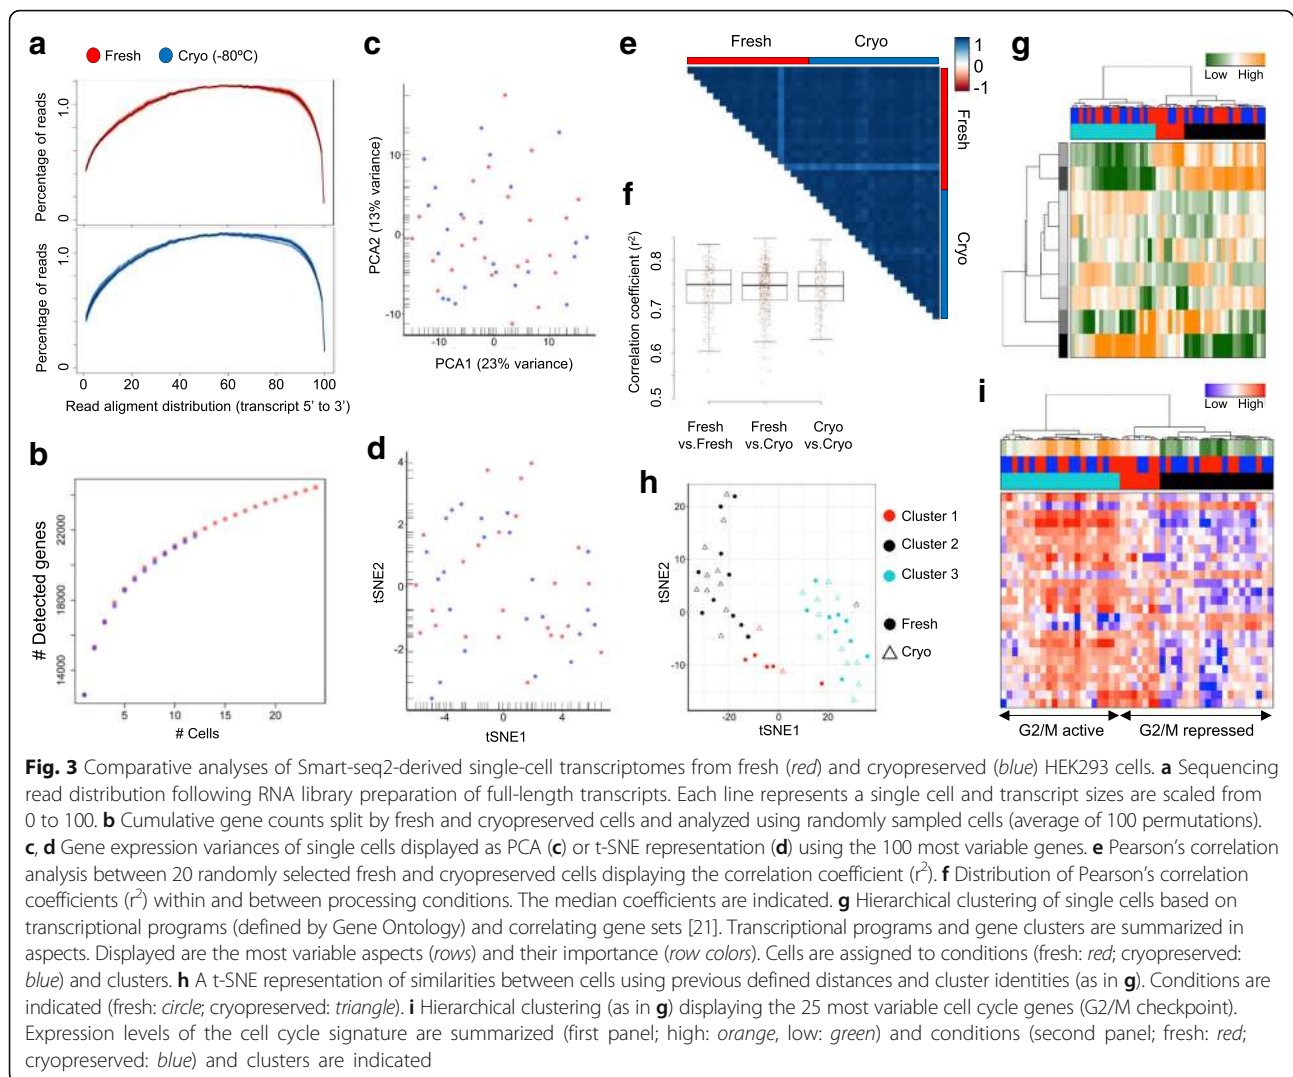 a
Fresh
Cryo (-80ºC)
Percentage of reads
1.0
0
Percentage of reads
1.0
0
0
20
40
60
80
100
Read aligment distribution (transcript 5' to 3')
b
# Detected genes
22000
18000
14000
5
10
15
20
# Cells
c
PCA2 (13% variance)
10
0
-10
-10
0
10
PCA1 (23% variance)
d
tSNE2
4
2
0
-2
-4
0
4
tSNE1
e
Fresh
Cryo
1
0
-1
Fresh
Cryo
f
Correlation coefficient (r²)
0.8
0.7
0.6
0.5
Fresh
vs.Fresh
Fresh
vs.Cryo
Cryo
vs.Cryo
g
Low
High
h
tSNE2
20
10
0
-10
-20
0
20
tSNE1
Cluster 1
Cluster 2
Cluster 3
Fresh
Cryo
i
Low
High
G2/M active
G2/M repressed
Fig. 3 Comparative analyses of Smart-seq2-derived single-cell transcriptomes from fresh (red) and cryopreserved (blue) HEK293 cells. a Sequencing
read distribution following RNA library preparation of full-length transcripts. Each line represents a single cell and transcript sizes are scaled from
0 to 100. b Cumulative gene counts split by fresh and cryopreserved cells and analyzed using randomly sampled cells (average of 100 permutations).
c, d Gene expression variances of single cells displayed as PCA (c) or t-SNE representation (d) using the 100 most variable genes. e Pearson's correlation
analysis between 20 randomly selected fresh and cryopreserved cells displaying the correlation coefficient (r²). f Distribution of Pearson's correlation
coefficients (r²) within and between processing conditions. The median coefficients are indicated. g Hierarchical clustering of single cells based on
transcriptional programs (defined by Gene Ontology) and correlating gene sets [21]. Transcriptional programs and gene clusters are summarized in
aspects. Displayed are the most variable aspects (rows) and their importance (row colors). Cells are assigned to conditions (fresh: red; cryopreserved:
blue) and clusters. h A t-SNE representation of similarities between cells using previous defined distances and cluster identities (as in g). Conditions are
indicated (fresh: circle; cryopreserved: triangle). i Hierarchical clustering (as in g) displaying the 25 most variable cell cycle genes (G2/M checkpoint).
Expression levels of the cell cycle signature are summarized (first panel; high: orange, low: green) and conditions (second panel; fresh: red;
cryopreserved: blue) and clusters are indicated